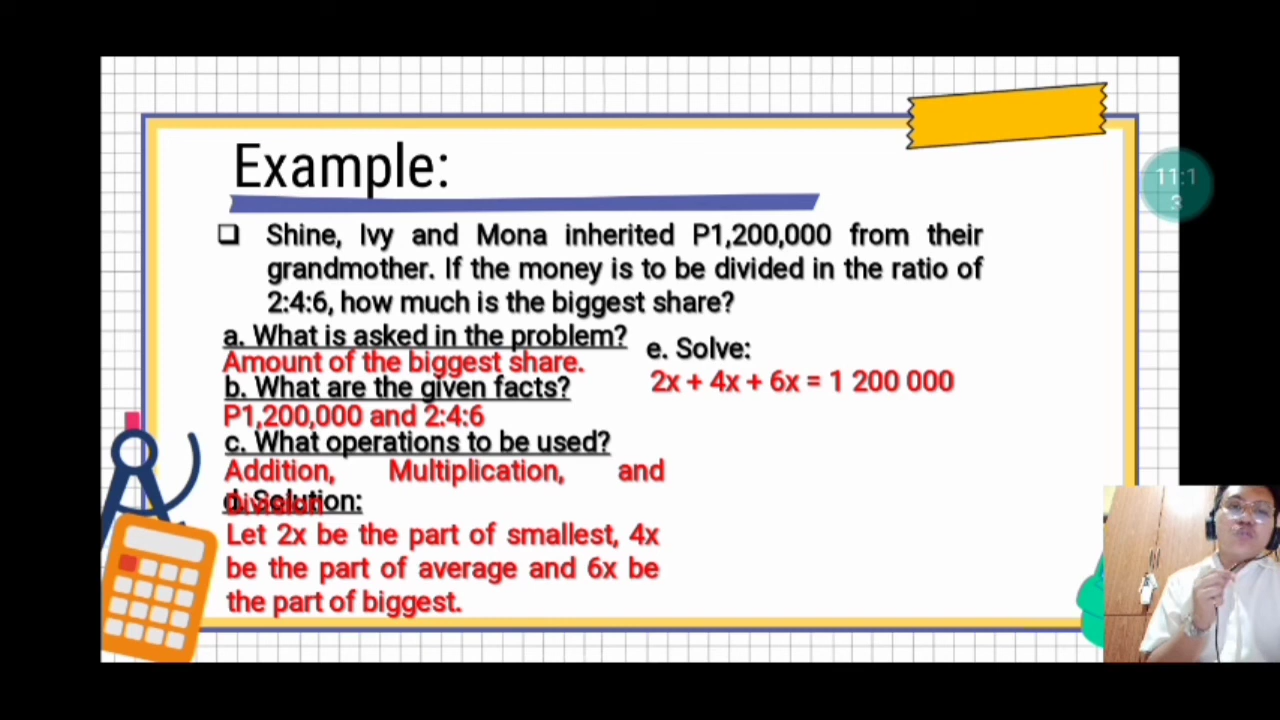 Example:
❑ Shine, Ivy and Mona inherited P1,200,000 from their
grandmother. If the money is to be divided in the ratio of
2:4:6, how much is the biggest share?
a. What is asked in the problem?
Amount of the biggest share.
b. What are the given facts?
P1,200,000 and 2:4:6
c. What operations to be used?
Addition, Multiplication, and
Division
d. Solution:
Let 2x be the part of smallest, 4x
be the part of average and 6x be
the part of biggest.
e. Solve:
2x + 4x + 6x = 1 200 000
11:1
3